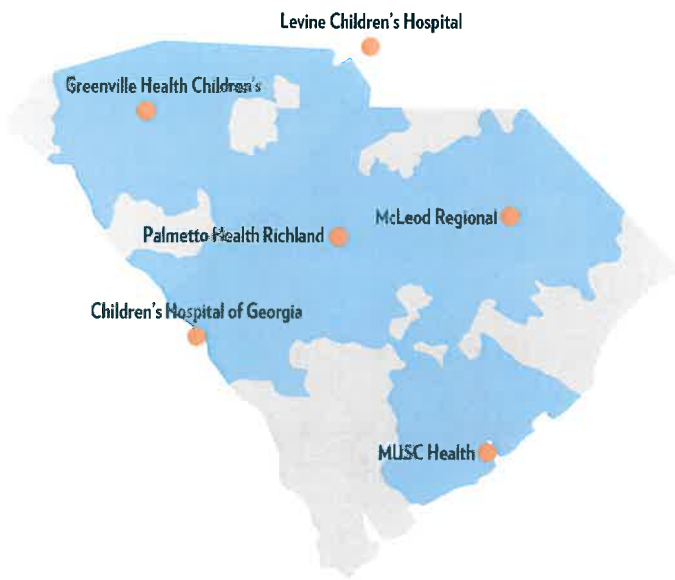 Levine Children's Hospital
Greenville Health Children's
McLeod Regional
Palmetto Health Richland
Children's Hospital of Georgia
MUSC Health